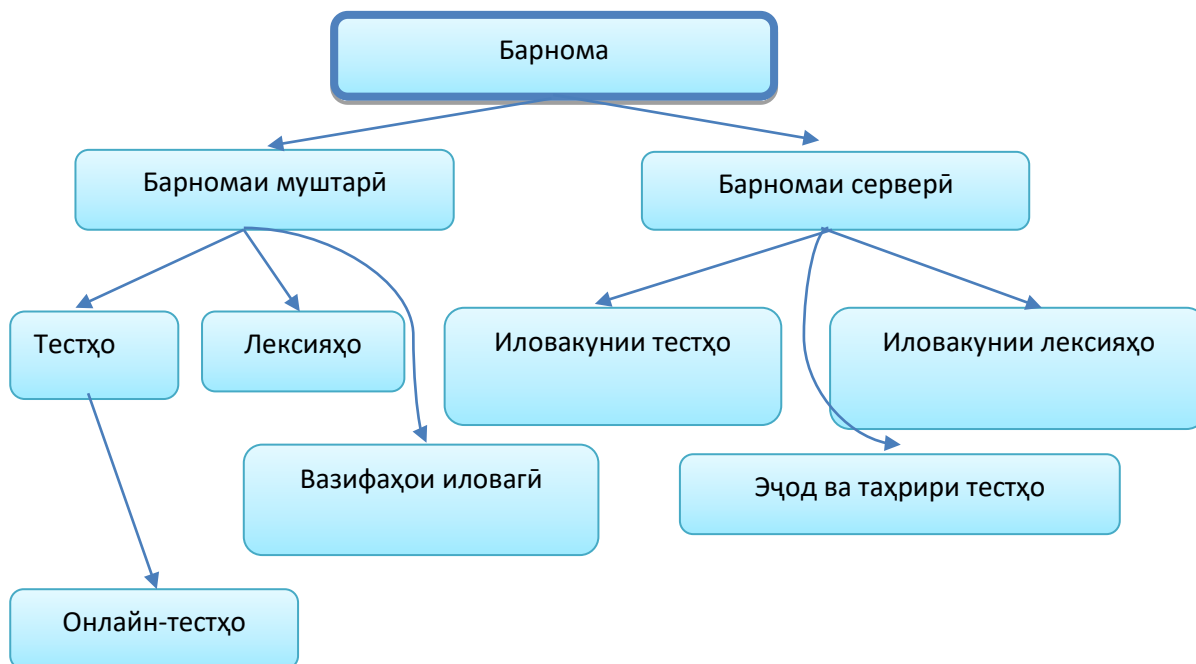 Барнома
Барномаи муштарӣ
Барномаи серверӣ
Тестҳо
Лексияҳо
Иловакунии тестҳо
Иловакунии лексияҳо
Вазифаҳои иловагӣ
Эҷод ва таҳрири тестҳо
Онлайн-тестҳо